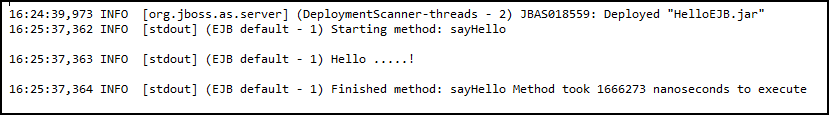 16:24:39,973 INFO  [org.jboss.as.server] (DeploymentScanner-threads - 2) JBAS018559: Deployed "HelloEJB.jar"
16:25:37,362 INFO  [stdout] (EJB default - 1) Starting method: sayHello
16:25:37,363 INFO  [stdout] (EJB default - 1) Hello .....!
16:25:37,364 INFO  [stdout] (EJB default - 1) Finished method: sayHello Method took 1666273 nanoseconds to execute